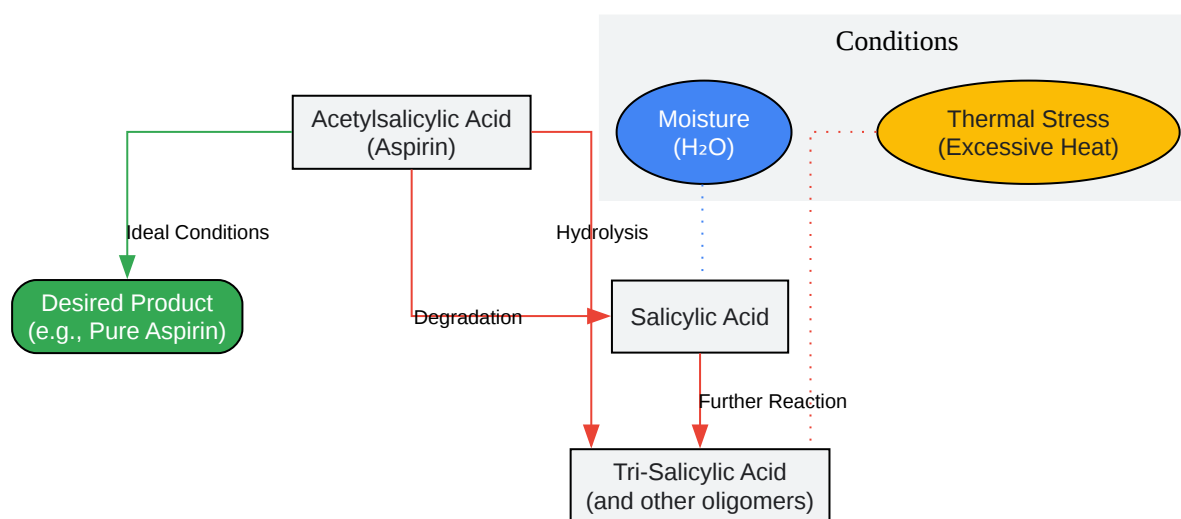 Conditions
Acetylsalicylic Acid
(Aspirin)
Moisture
(H₂O)
Thermal Stress
(Excessive Heat)
Ideal Conditions
Hydrolysis
Desired Product
(e.g., Pure Aspirin)
Degradation
Salicylic Acid
Further Reaction
Tri-Salicylic Acid
(and other oligomers)